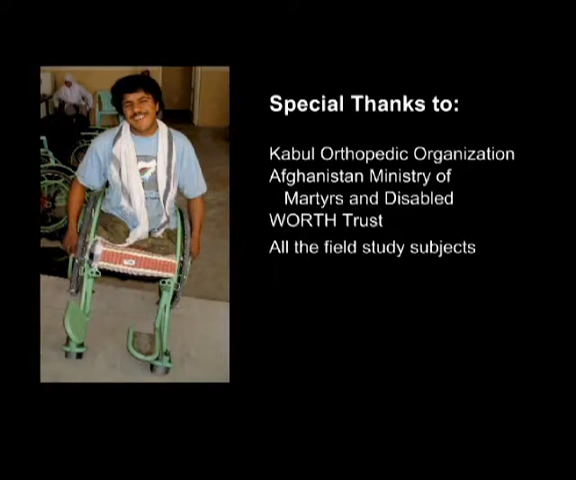 Special Thanks to:
Kabul Orthopedic Organization
Afghanistan Ministry of
Martyrs and Disabled
WORTH Trust
All the field study subjects